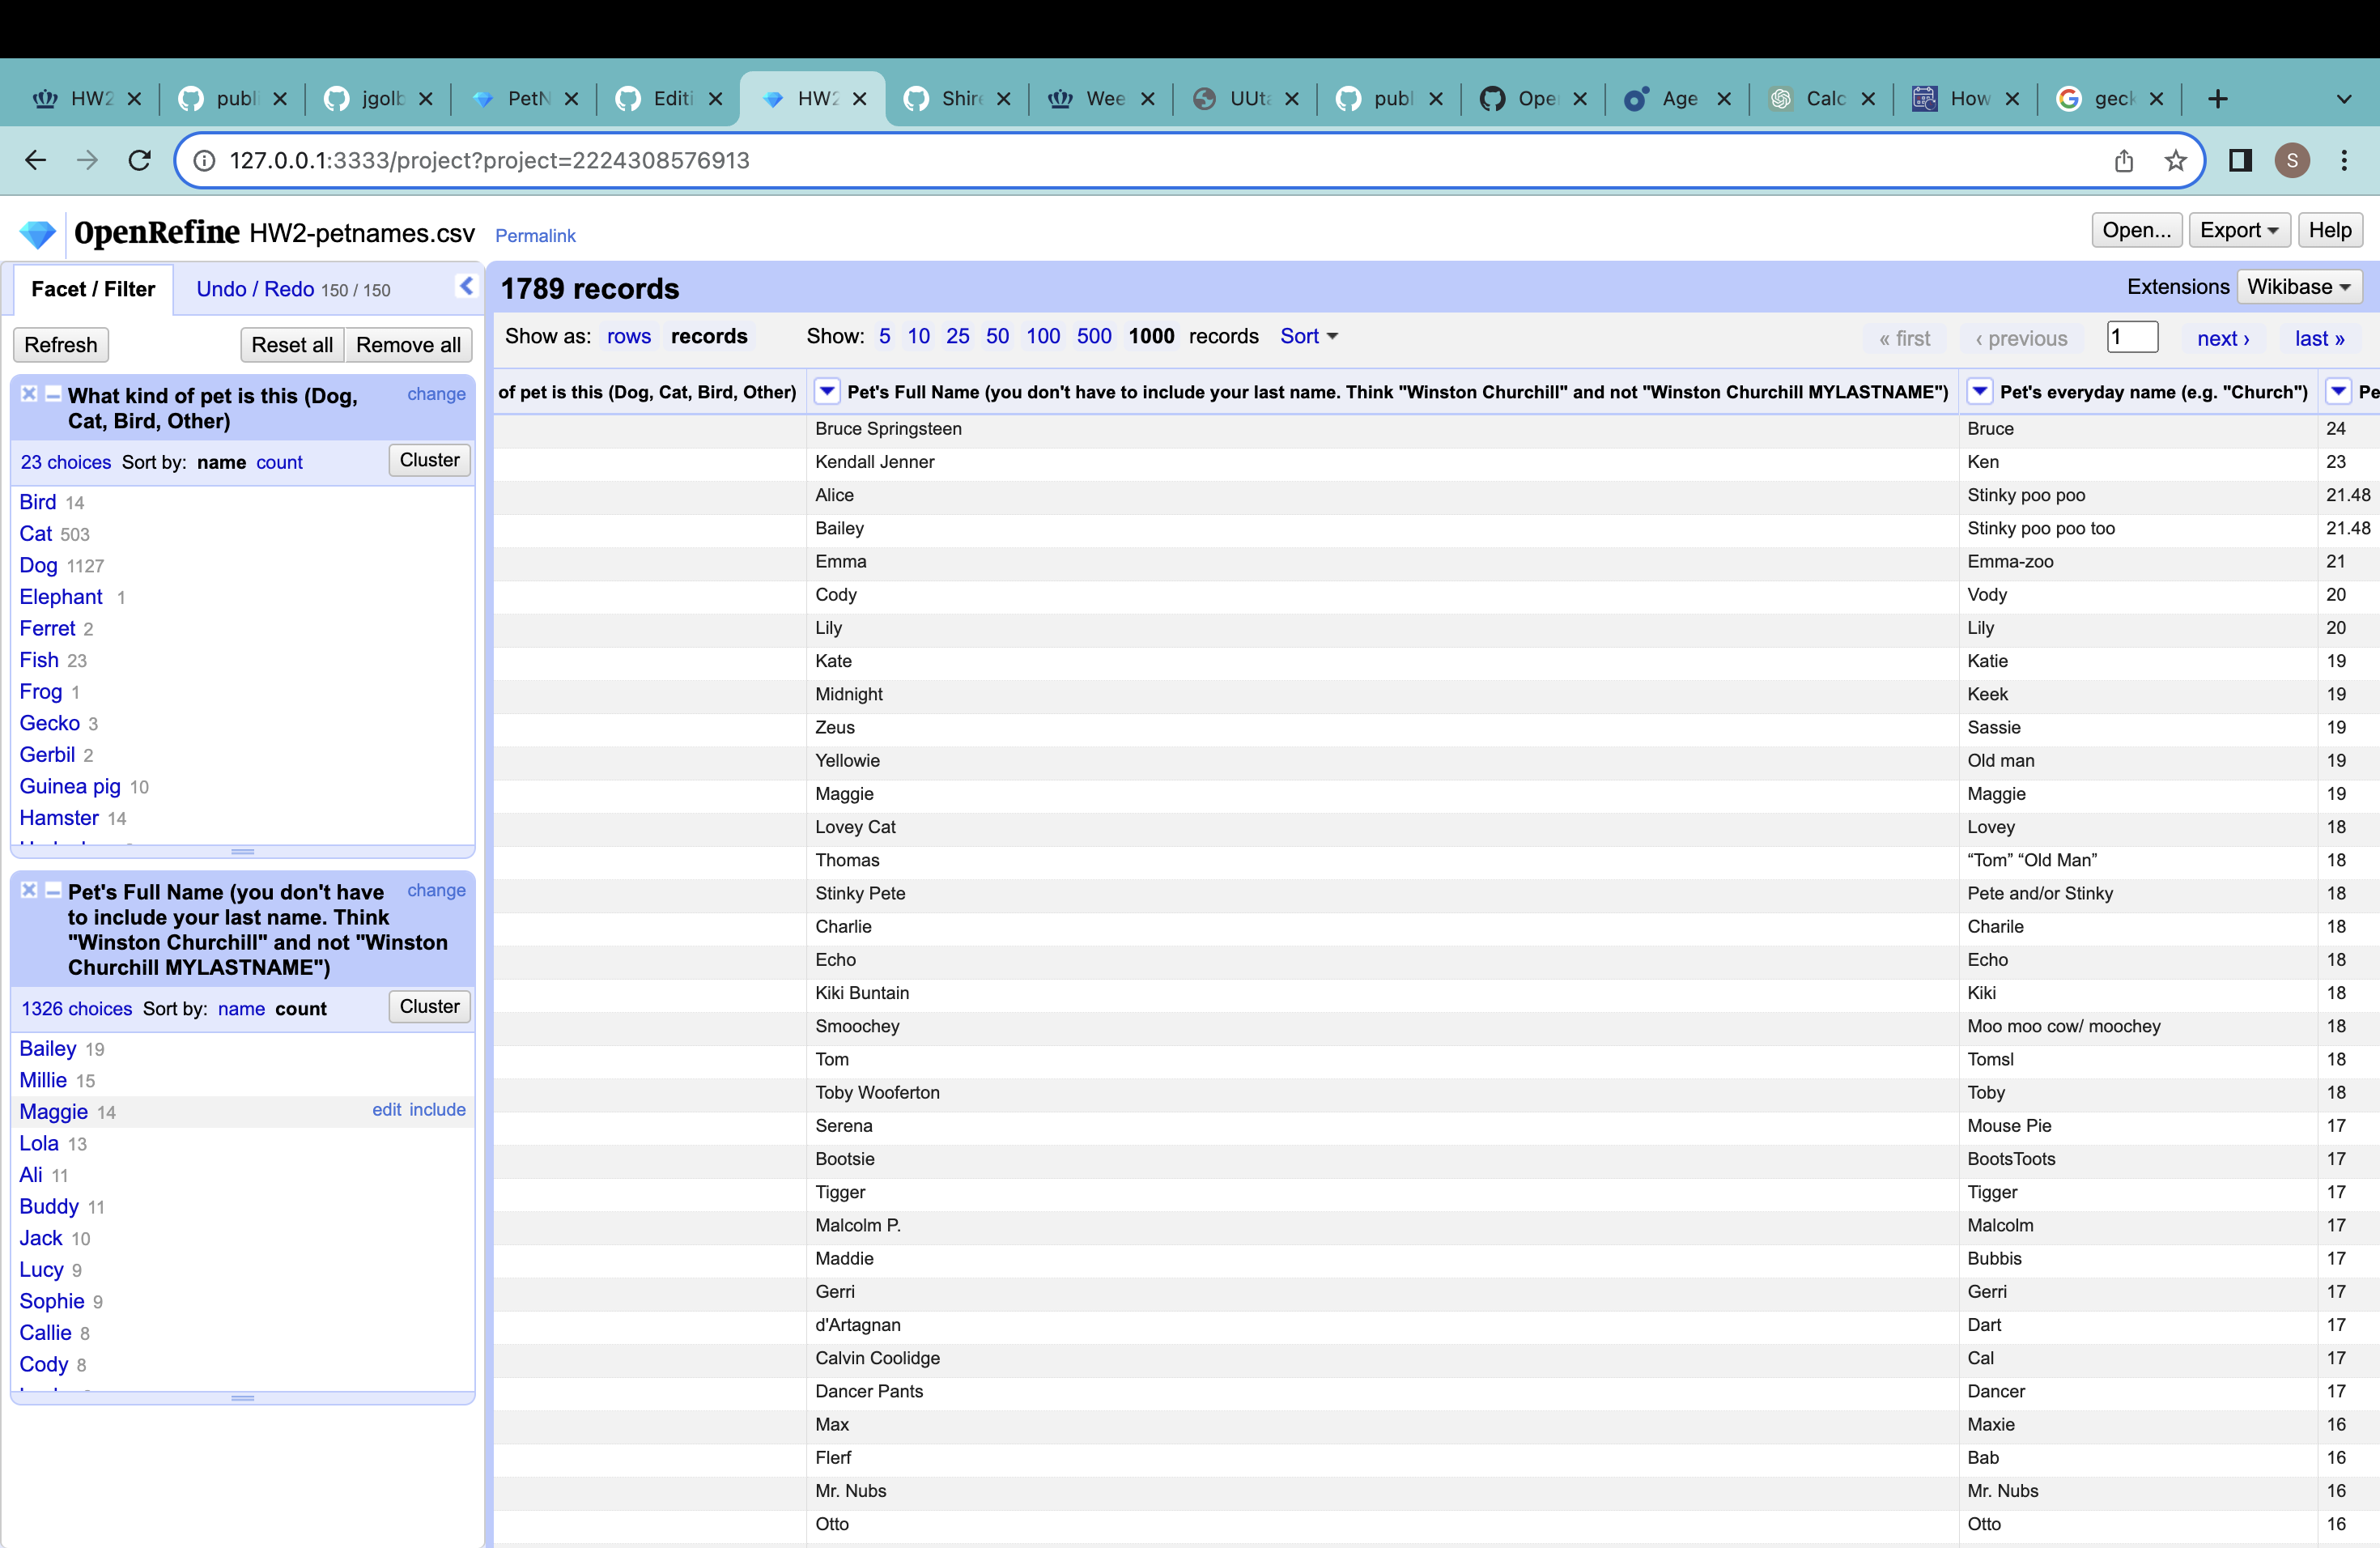 HW2
publ
jgolb
PetN
Editi
HW2
Shire
Wee
UUta
publ
Ope
Age
Calc
How
geck
127.0.0.1:3333/project?project=2224308576913
S
OpenRefine HW2-petnames.csv Permalink
Open... Export Help
Facet / Filter Undo / Redo 150 / 150
1789 records
Extensions Wikibase
Refresh Reset all Remove all
Show as: rows records Show: 5 10 25 50 100 500 1000 records Sort
« first ‹ previous 1 next › last »
What kind of pet is this (Dog, Cat, Bird, Other) change
23 choices Sort by: name count Cluster
Bird 14
Cat 503
Dog 1127
Elephant 1
Ferret 2
Fish 23
Frog 1
Gecko 3
Gerbil 2
Guinea pig 10
Hamster 14
Pet's Full Name (you don't have change
to include your last name. Think
"Winston Churchill" and not "Winston
Churchill MYLASTNAME")
1326 choices Sort by: name count Cluster
Bailey 19
Millie 15
Maggie 14 edit include
Lola 13
Ali 11
Buddy 11
Jack 10
Lucy 9
Sophie 9
Callie 8
Cody 8
of pet is this (Dog, Cat, Bird, Other) Pet's Full Name (you don't have to include your last name. Think "Winston Churchill" and not "Winston Churchill MYLASTNAME") Pet's everyday name (e.g. "Church") Pe
Bruce Springsteen Bruce 24
Kendall Jenner Ken 23
Alice Stinky poo poo 21.48
Bailey Stinky poo poo too 21.48
Emma Emma-zoo 21
Cody Vody 20
Lily Lily 20
Kate Katie 19
Midnight Keek 19
Zeus Sassie 19
Yellowie Old man 19
Maggie Maggie 19
Lovey Cat Lovey 18
Thomas “Tom” “Old Man” 18
Stinky Pete Pete and/or Stinky 18
Charlie Charile 18
Echo Echo 18
Kiki Buntain Kiki 18
Smoochey Moo moo cow/ moochey 18
Tom Tomsl 18
Toby Wooferton Toby 18
Serena Mouse Pie 17
Bootsie BootsToots 17
Tigger Tigger 17
Malcolm P. Malcolm 17
Maddie Bubbis 17
Gerri Gerri 17
d'Artagnan Dart 17
Calvin Coolidge Cal 17
Dancer Pants Dancer 17
Max Maxie 16
Flerf Bab 16
Mr. Nubs Mr. Nubs 16
Otto Otto 16